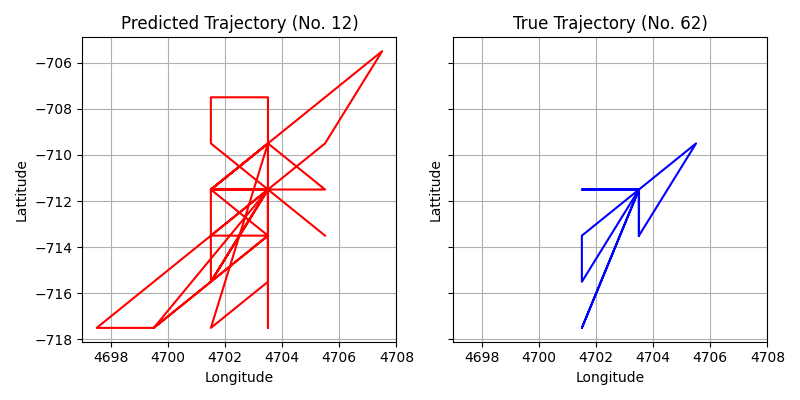 Predicted Trajectory (No. 12)
True Trajectory (No. 62)
Lattitude
−706
−708
−710
−712
−714
−716
−718
4698 4700 4702 4704 4706 4708
Longitude
Lattitude
4698 4700 4702 4704 4706 4708
Longitude